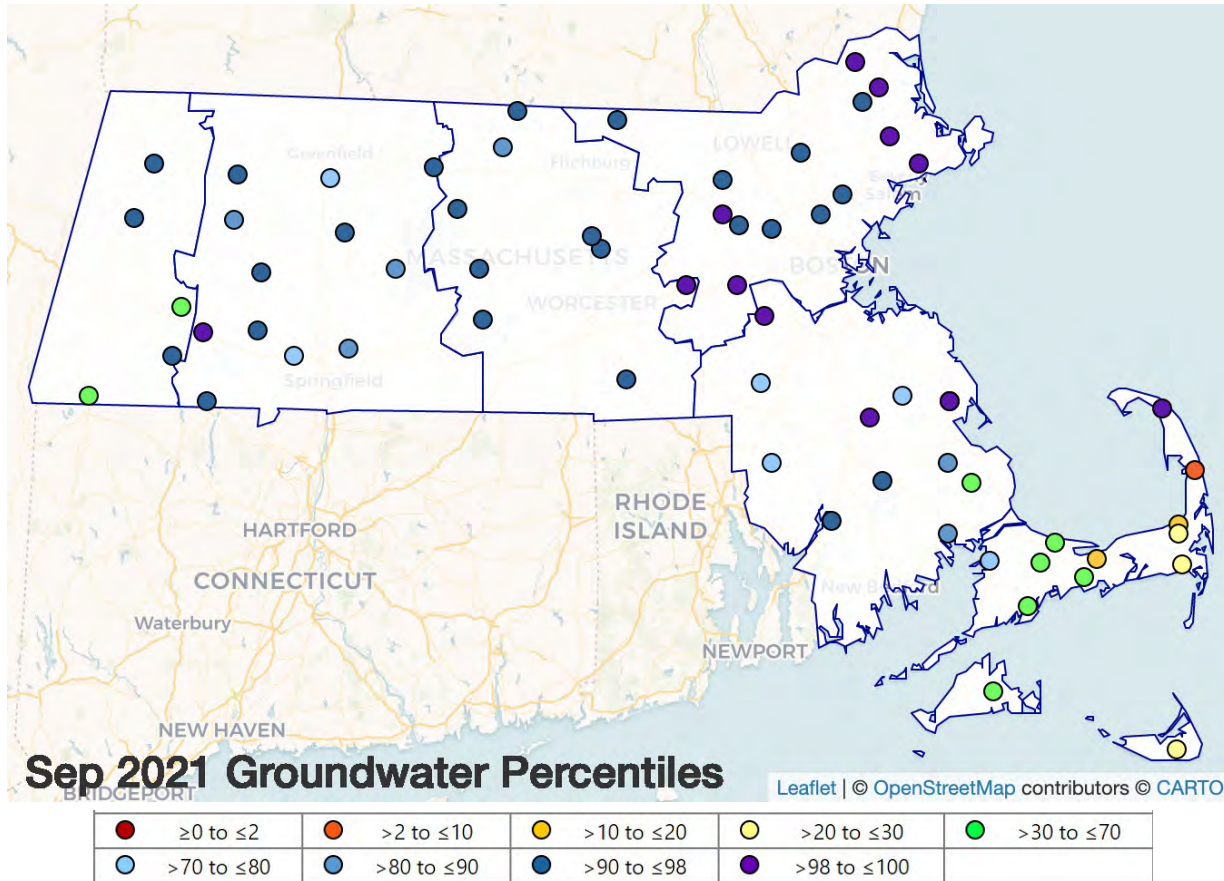 Greenfield
Fitchburg
LOWELL
Salem
MASSACHUSETTS
BOSTON
WORCESTER
Springfield
HARTFORD
RHODE
ISLAND
CONNECTICUT
New Bedford
Waterbury
NEWPORT
NEW HAVEN
Sep 2021 Groundwater Percentiles
BRIDGEPORT
Leaflet | © OpenStreetMap contributors © CARTO
≥0 to ≤2 >2 to ≤10 >10 to ≤20 >20 to ≤30 >30 to ≤70
>70 to ≤80 >80 to ≤90 >90 to ≤98 >98 to ≤100